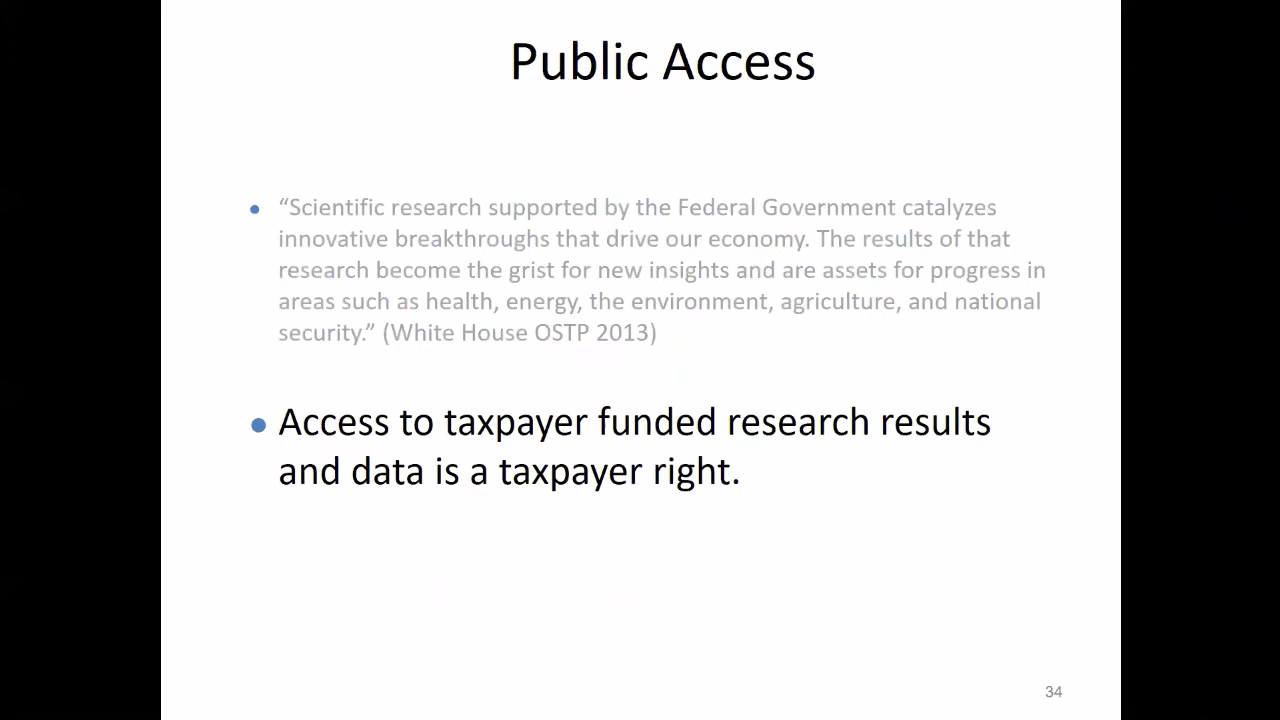 Public Access
• “Scientific research supported by the Federal Government catalyzes
innovative breakthroughs that drive our economy. The results of that
research become the grist for new insights and are assets for progress in
areas such as health, energy, the environment, agriculture, and national
security.” (White House OSTP 2013)
• Access to taxpayer funded research results
and data is a taxpayer right.
34